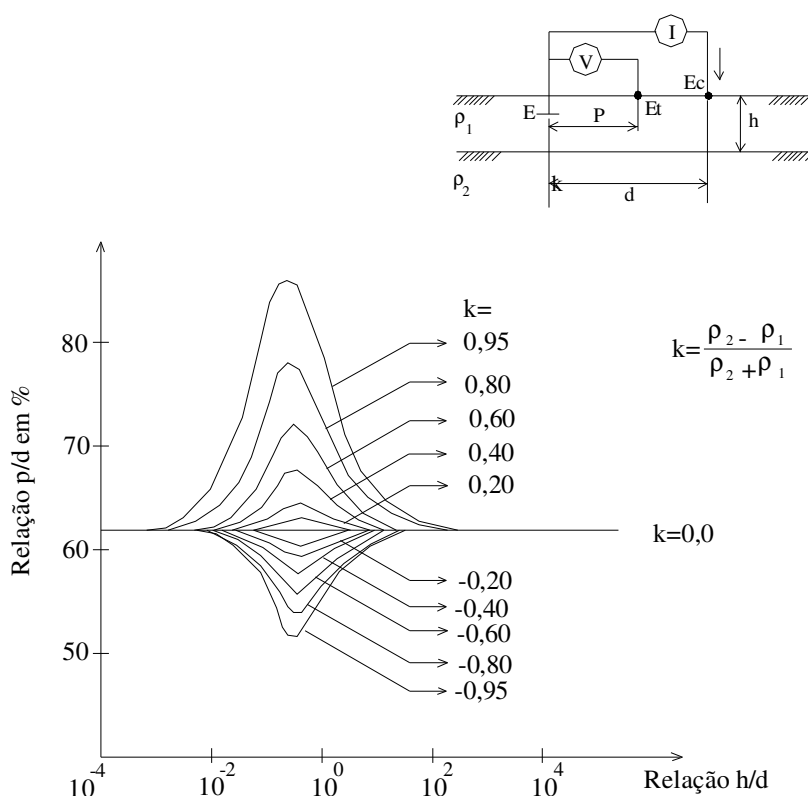 I
V
Ec
E
Et
ρ1
P
h
ρ2
k
d
k=
0,95
0,80
0,60
0,40
0,20
k= ρ2 - ρ1
ρ2 + ρ1
k=0,0
-0,20
-0,40
-0,60
-0,80
-0,95
Relação p/d em %
80
70
60
50
10^-4
10^-2
10^0
10^2
10^4
Relação h/d